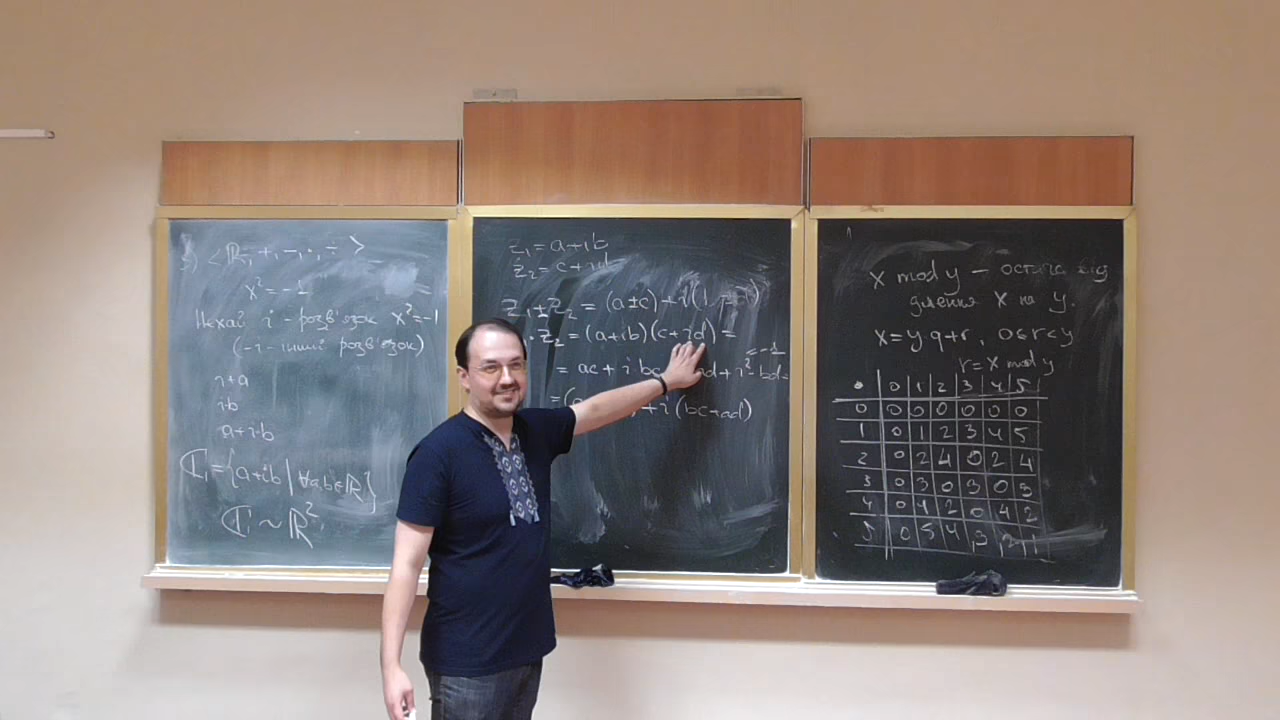 3) <ℝ, +, −, ·, ÷>
x² = −1
Нехай i – розв'язок x² = −1
(−i – інший розв'язок)
i+a
i·b
a+i·b
ℂ = {a+ib | ∀a,b∈ℝ}
ℂ ~ ℝ²
z₁ = a+ib
z₂ = c+id
z₁±z₂ = (a±c)+i(
·z₂ = (a+ib)(c+id) =
= −1
= ac + i·bc ad + i²·bd =
=(a + i(bc+ad)
x mod y – остача від
ділення x на y.
x = y·q+r, 0≤r<y
r = x mod y
• 0 1 2 3 4 5
0 0 0 0 0 0 0
1 0 1 2 3 4 5
2 0 2 4 0 2 4
3 0 3 0 3 0 3
4 0 4 2 0 4 2
5 0 5 4 3 2 1